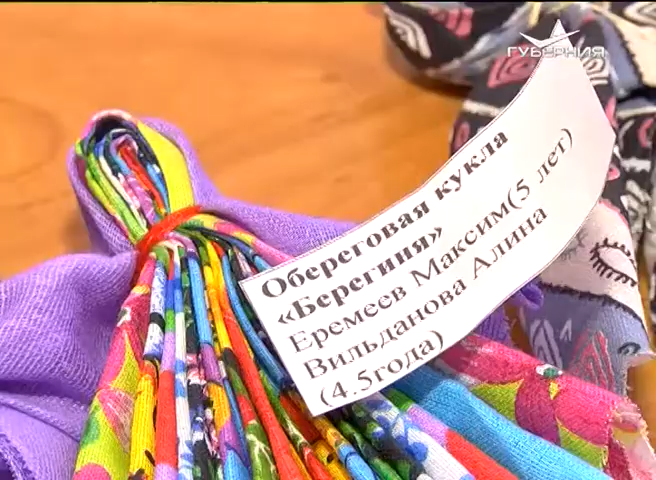 ГУБЕРНИЯ
Обереговая кукла
«Берегиня»
Еремеев Максим(5 лет)
Вильданова Алина
(4.5года)